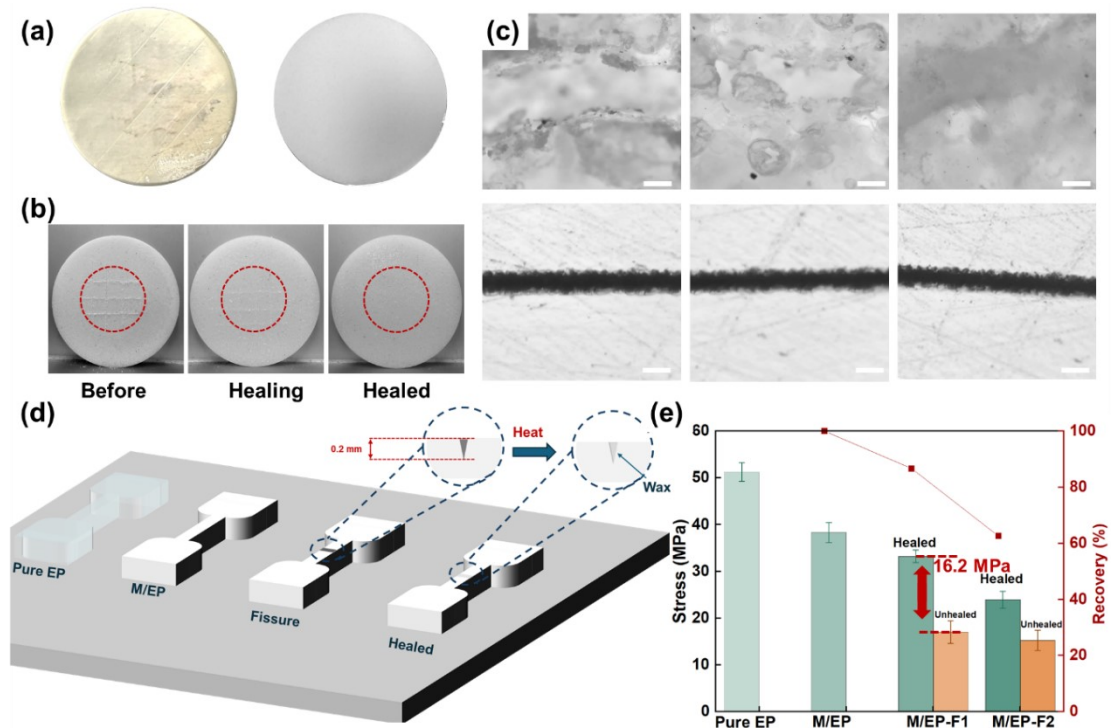 (a)
(b)
Before
Healing
Healed
(c)
(d)
0.2 mm
Heat
Wax
Pure EP
M/EP
Fissure
Healed
(e)
60
50
40
30
20
10
0
Stress (MPa)
100
80
60
40
20
0
Recovery (%)
Healed
16.2 MPa
Unhealed
Healed
Unhealed
Pure EP
M/EP
M/EP-F1
M/EP-F2